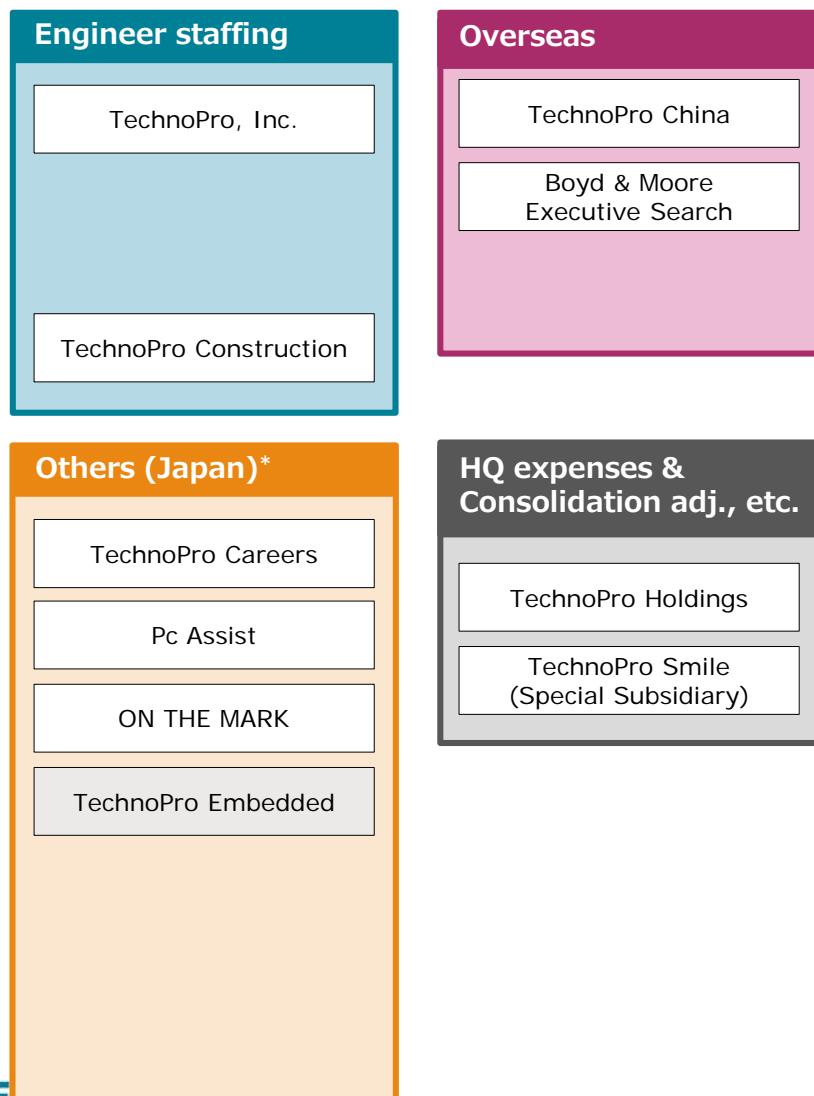 Engineer staffing
TechnoPro, Inc.
TechnoPro Construction
Overseas
TechnoPro China
Boyd & Moore
Executive Search
Others (Japan)*
TechnoPro Careers
Pc Assist
ON THE MARK
TechnoPro Embedded
HQ expenses &
Consolidation adj., etc.
TechnoPro Holdings
TechnoPro Smile
(Special Subsidiary)